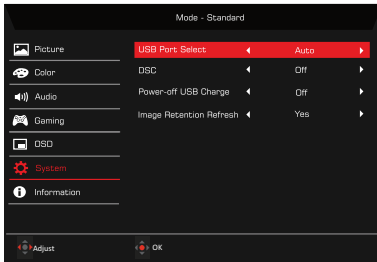 Mode - Standard
Picture
USB Port Select Auto
Color
DSC Off
Audio
Power-off USB Charge Off
Gaming
Image Retention Refresh Yes
OSD
System
Information
Adjust OK